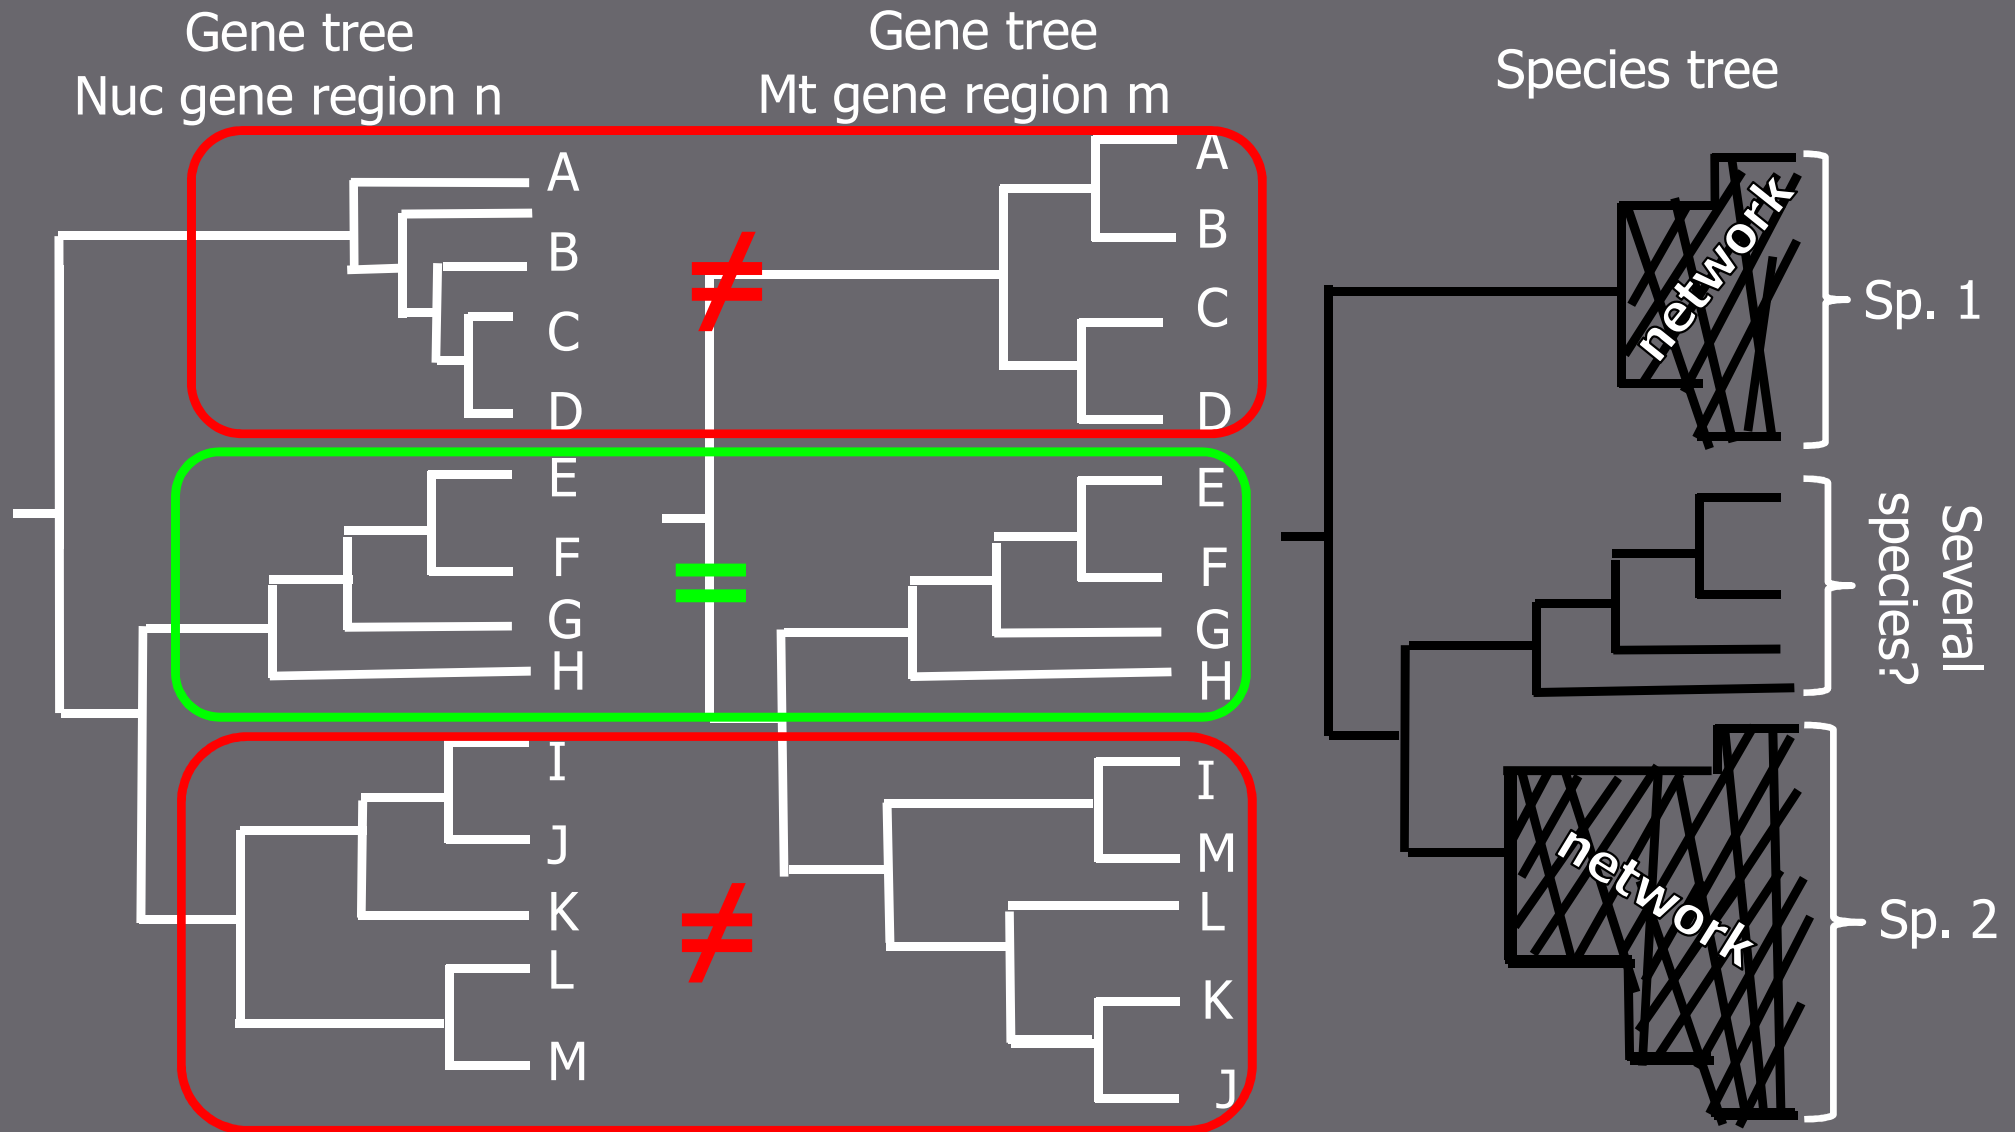 Gene tree
Nuc gene region n
A
B
C
D
E
F
G
H
I
J
K
L
M
≠
=
≠
Gene tree
Mt gene region m
A
B
C
D
E
F
G
H
I
M
L
K
J
Species tree
network
Sp. 1
Several
species?
network
Sp. 2